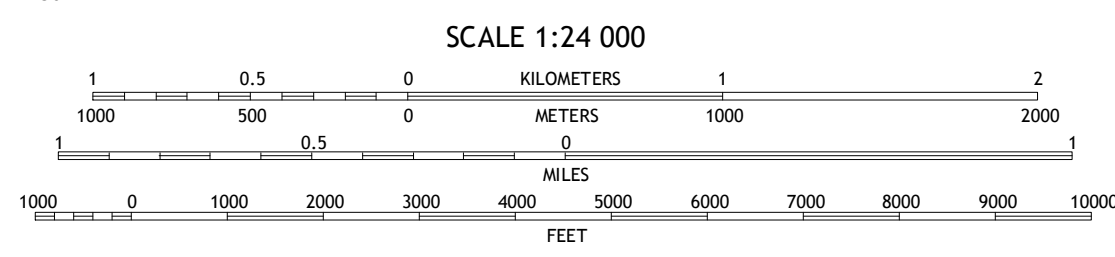 SCALE 1:24 000
1 0.5 0 KILOMETERS 1 2
1000 500 0 METERS 1000 2000
1 0.5 0 1
MILES
1000 0 1000 2000 3000 4000 5000 6000 7000 8000 9000 10000
FEET